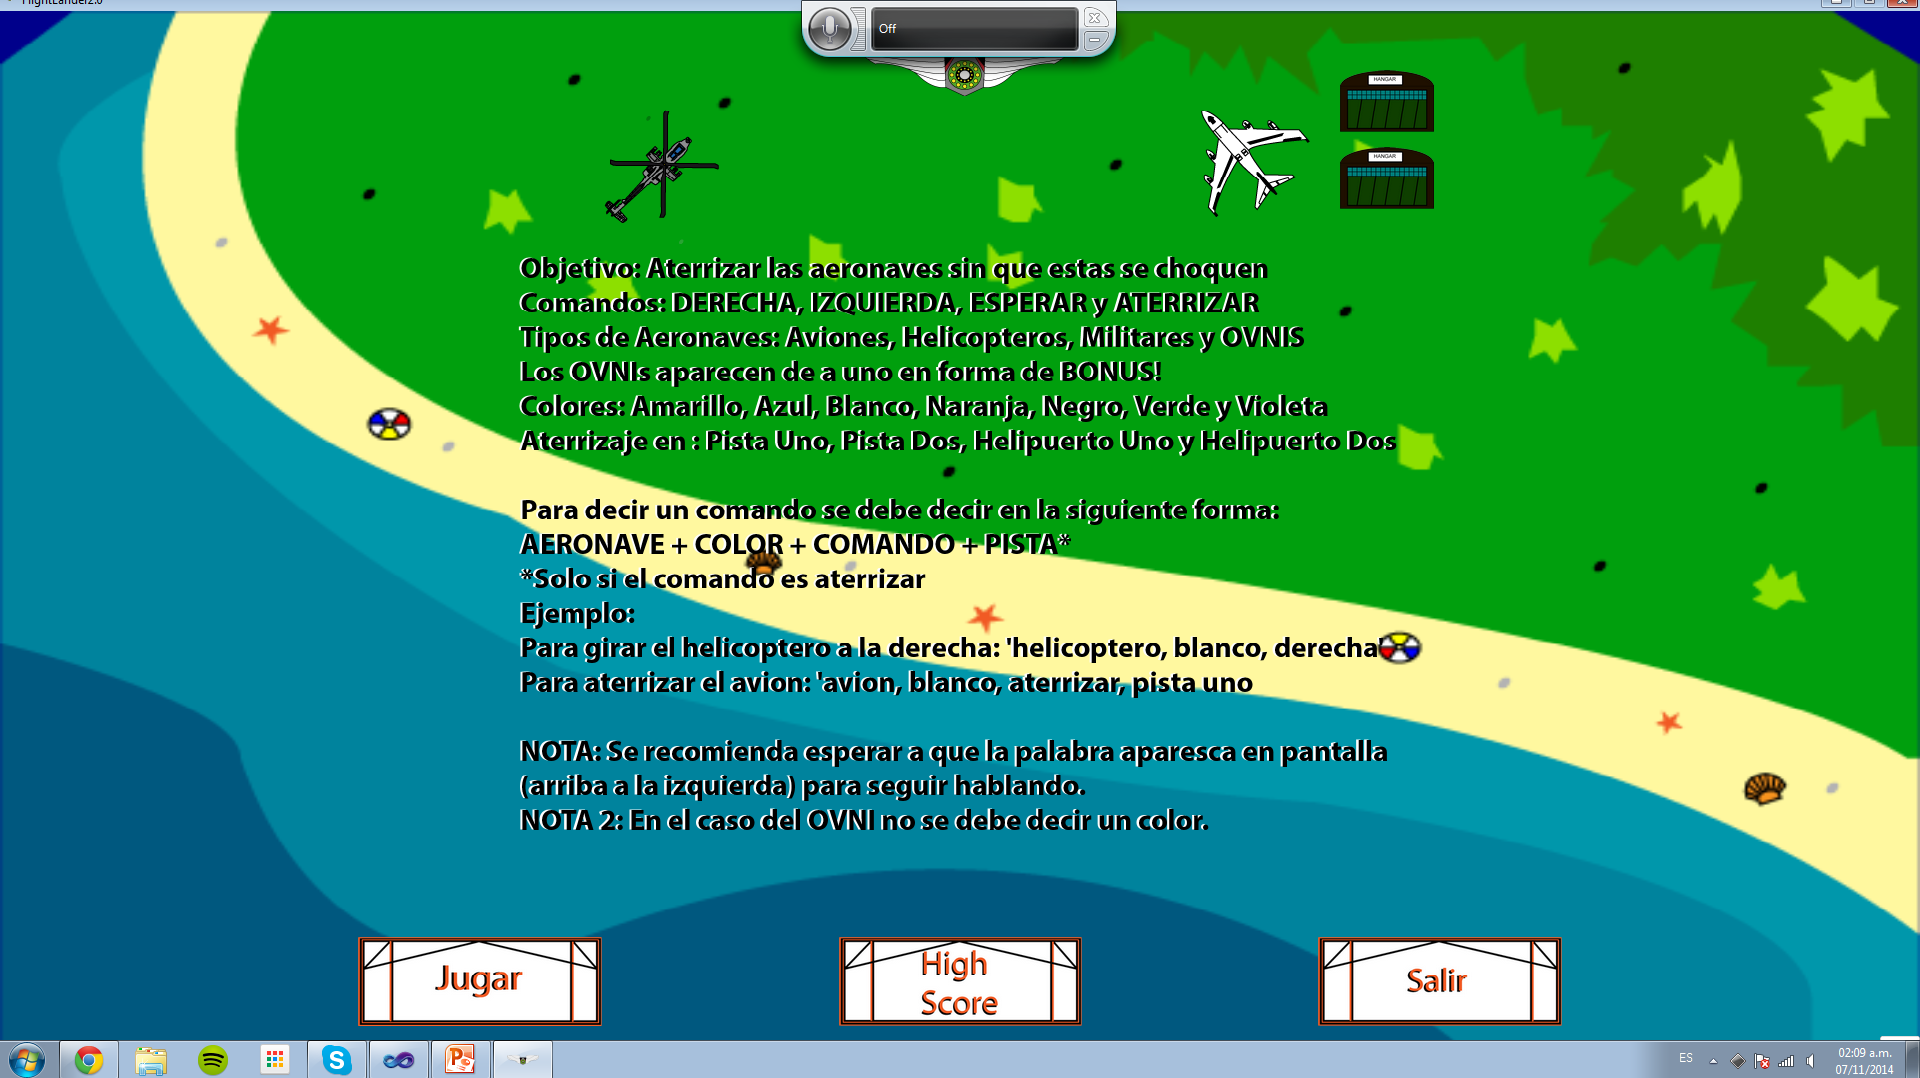 FlightLander2.0
Off
HANGAR
HANGAR
Objetivo: Aterrizar las aeronaves sin que estas se choquen
Comandos: DERECHA, IZQUIERDA, ESPERAR y ATERRIZAR
Tipos de Aeronaves: Aviones, Helicopteros, Militares y OVNIS
Los OVNIs aparecen de a uno en forma de BONUS!
Colores: Amarillo, Azul, Blanco, Naranja, Negro, Verde y Violeta
Aterrizaje en : Pista Uno, Pista Dos, Helipuerto Uno y Helipuerto Dos
Para decir un comando se debe decir en la siguiente forma:
AERONAVE + COLOR + COMANDO + PISTA*
*Solo si el comando es aterrizar
Ejemplo:
Para girar el helicoptero a la derecha: 'helicoptero, blanco, derecha'
Para aterrizar el avion: 'avion, blanco, aterrizar, pista uno
NOTA: Se recomienda esperar a que la palabra aparesca en pantalla
(arriba a la izquierda) para seguir hablando.
NOTA 2: En el caso del OVNI no se debe decir un color.
Jugar
High
Score
Salir
ES
02:09 a.m.
07/11/2014